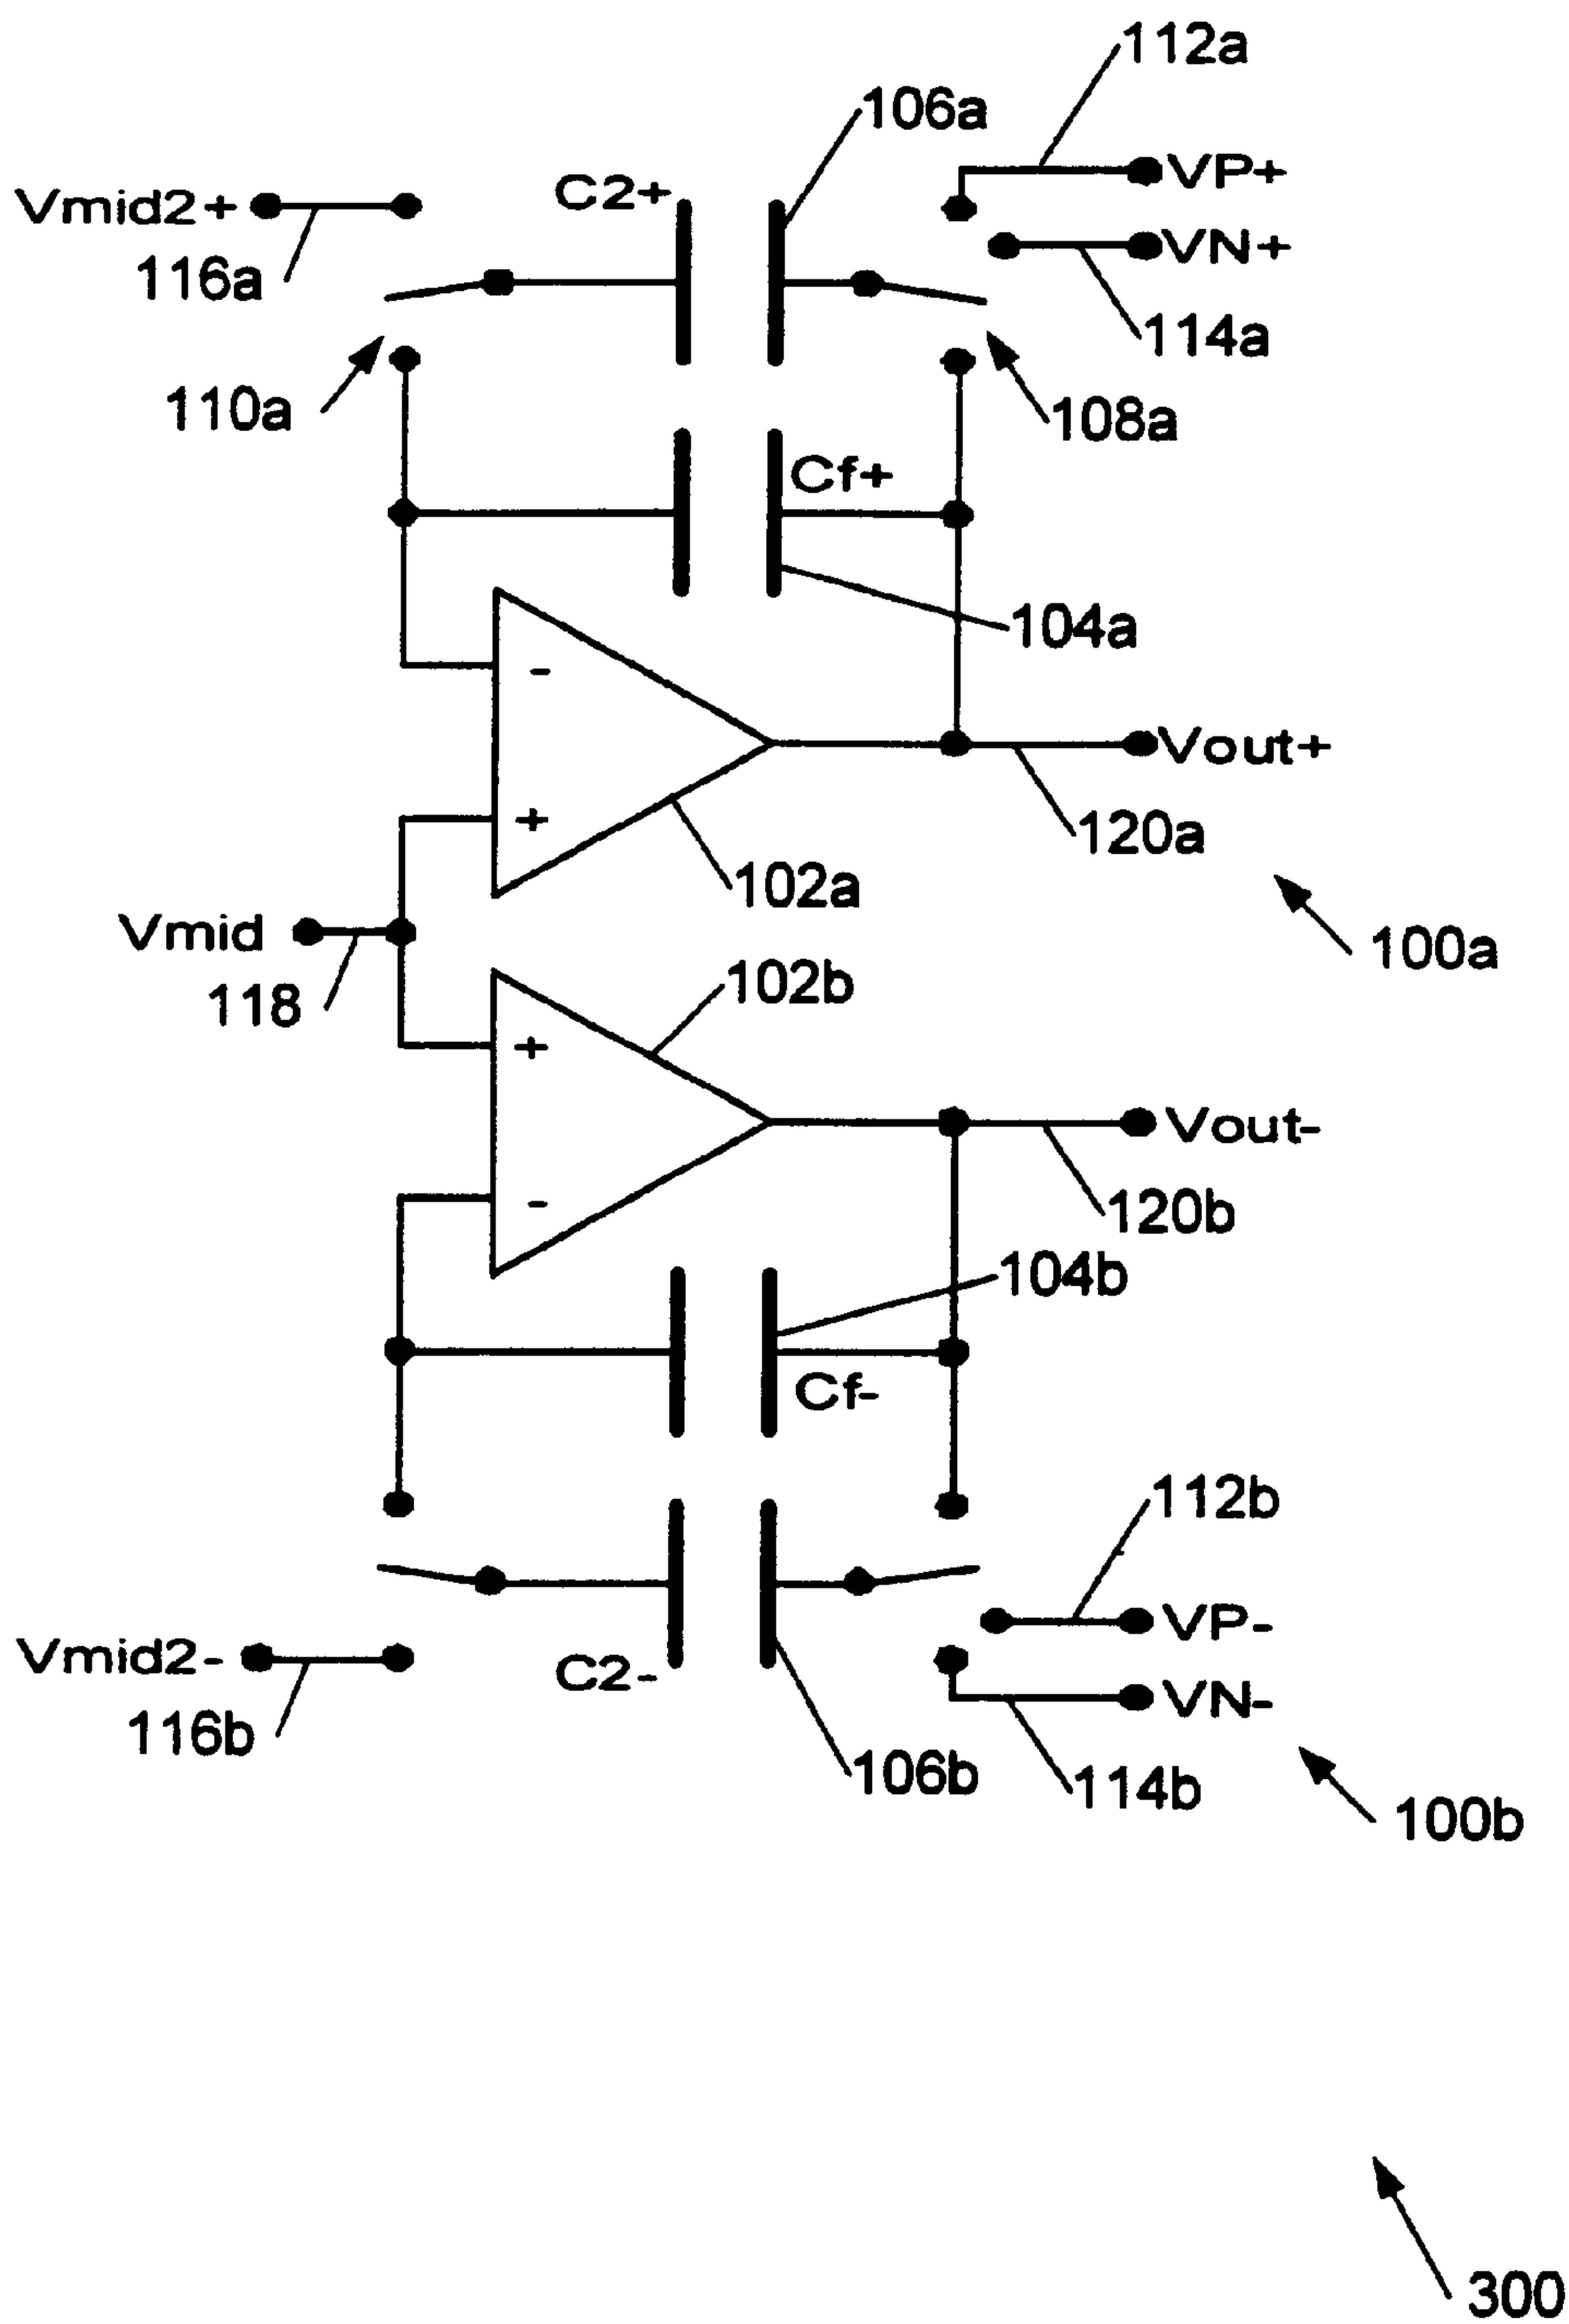 112a
106a
VP+
C2+
Vmid2+
VN+
116a
114a
110a
108a
Cf+
104a
-
Vout+
+
120a
102a
Vmid
100a
102b
118
+
Vout-
-
120b
104b
Cf-
112b
VP-
Vmid2-
C2-
VN-
116b
106b
114b
100b
300